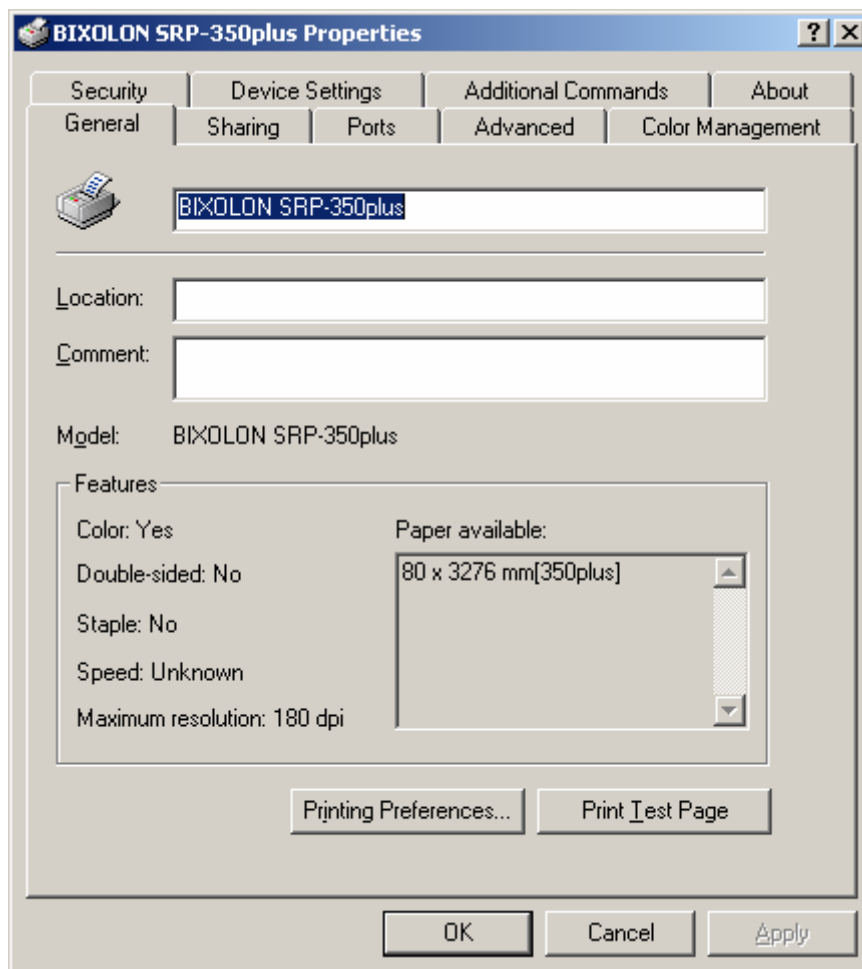 BIXOLON SRP-350plus Properties
? X
Security Device Settings Additional Commands About
General Sharing Ports Advanced Color Management
BIXOLON SRP-350plus
Location:
Comment:
Model: BIXOLON SRP-350plus
Features
Color: Yes Paper available:
Double-sided: No 80 x 3276 mm[350plus]
Staple: No
Speed: Unknown
Maximum resolution: 180 dpi
Printing Preferences... Print Test Page
OK Cancel Apply